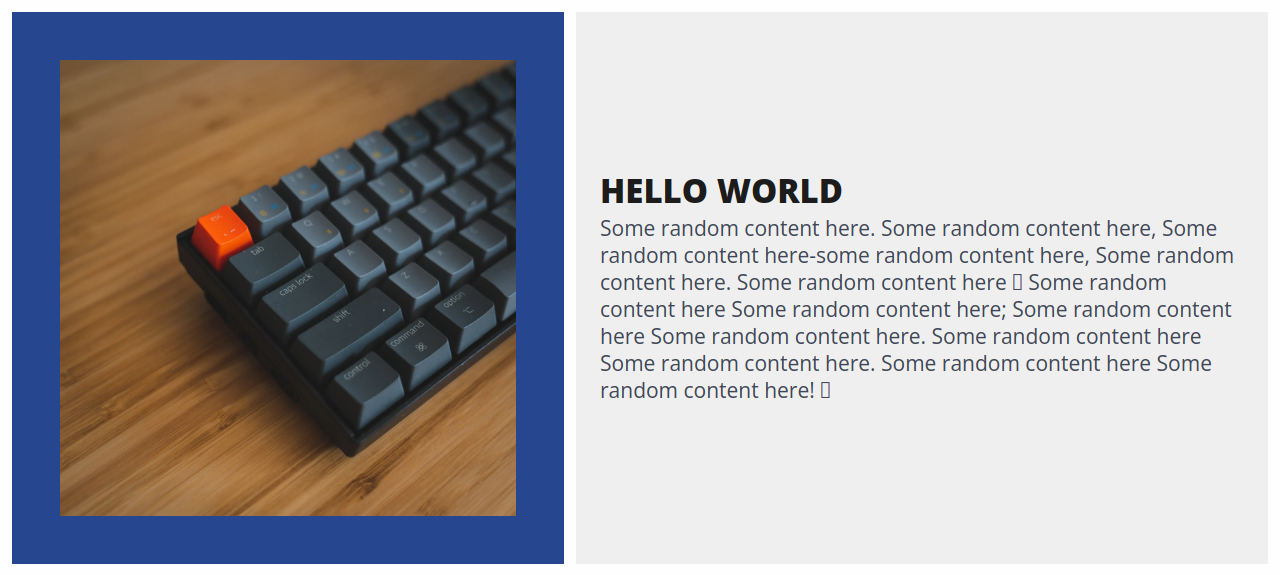 esc
tab
caps lock
shift
control
command
option
Q
A
Z
HELLO WORLD
Some random content here. Some random content here, Some
random content here-some random content here, Some random
content here. Some random content here Some random
content here Some random content here; Some random content
here Some random content here. Some random content here
Some random content here. Some random content here Some
random content here!